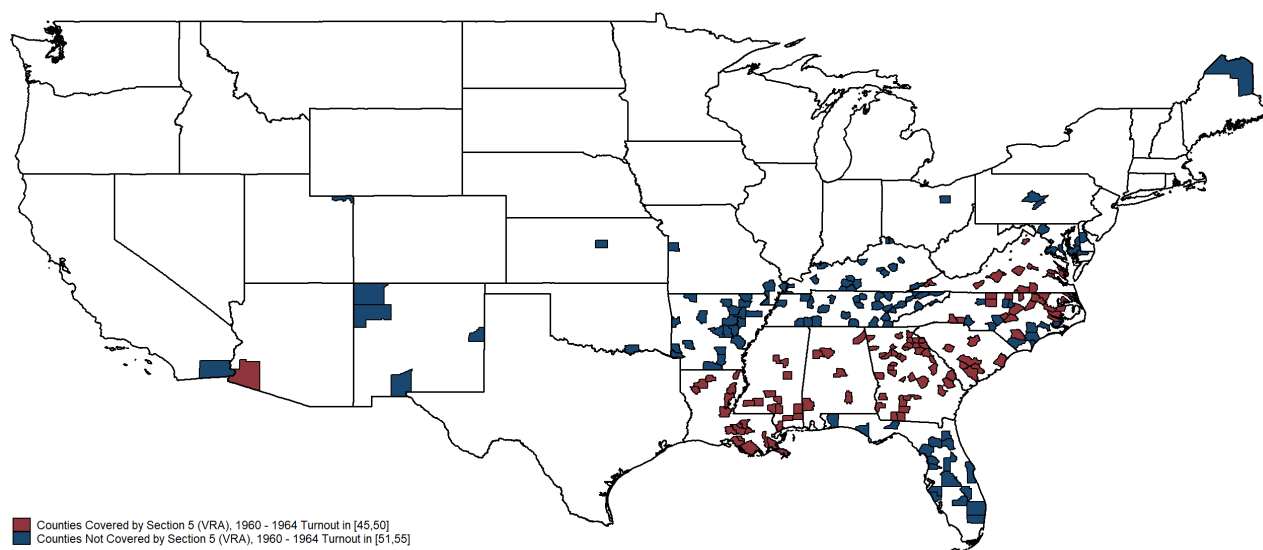 Counties Covered by Section 5 (VRA), 1960 - 1964 Turnout in [45,50]
Counties Not Covered by Section 5 (VRA), 1960 - 1964 Turnout in [51,55]